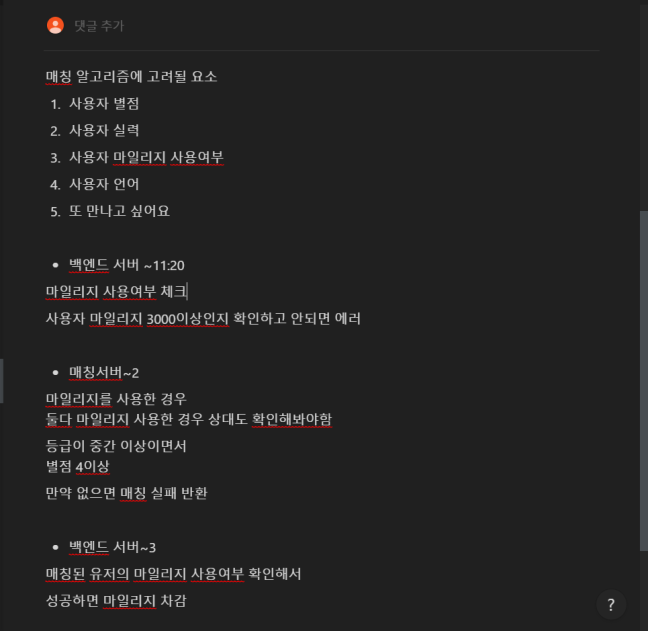 댓글 추가
매칭 알고리즘에 고려될 요소
1. 사용자 별점
2. 사용자 실력
3. 사용자 마일리지 사용여부
4. 사용자 언어
5. 또 만나고 싶어요
• 백엔드 서버 ~11:20
마일리지 사용여부 체크
사용자 마일리지 3000이상인지 확인하고 안되면 에러
• 매칭서버~2
마일리지를 사용한 경우
둘다 마일리지 사용한 경우 상대도 확인해봐야함
등급이 중간 이상이면서
별점 4이상
만약 없으면 매칭 실패 반환
• 백엔드 서버~3
매칭된 유저의 마일리지 사용여부 확인해서
성공하면 마일리지 차감
?